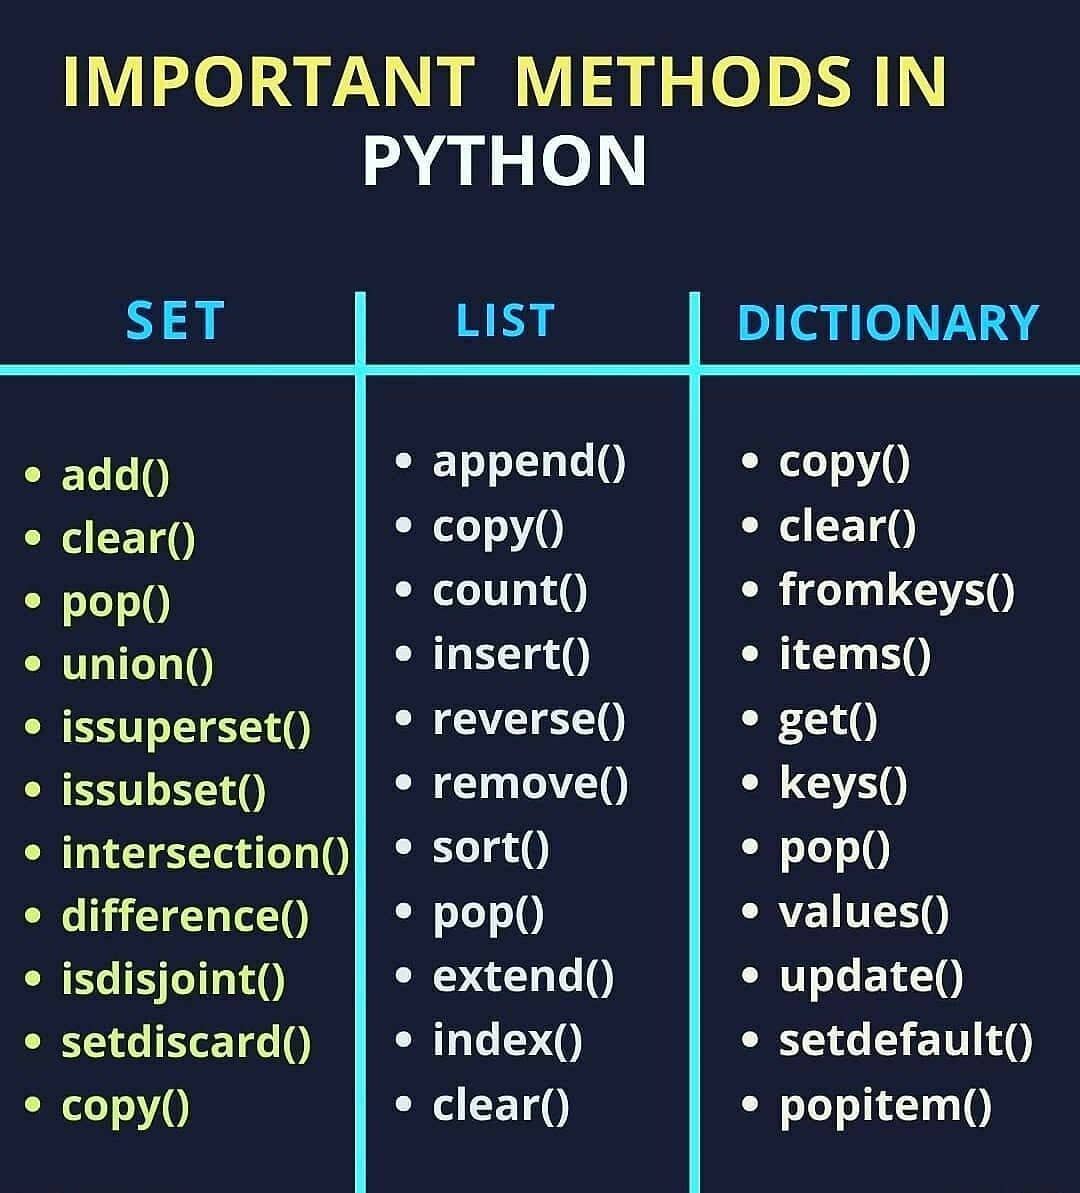 IMPORTANT METHODS IN
PYTHON
SET
add()
clear()
pop()
union()
issuperset()
issubset()
intersection()
difference()
isdisjoint()
setdiscard()
copy()
LIST
append()
copy()
count()
insert()
reverse()
remove()
sort()
pop()
extend()
index()
clear()
DICTIONARY
copy()
clear()
fromkeys()
items()
get()
keys()
pop()
values()
update()
setdefault()
popitem()